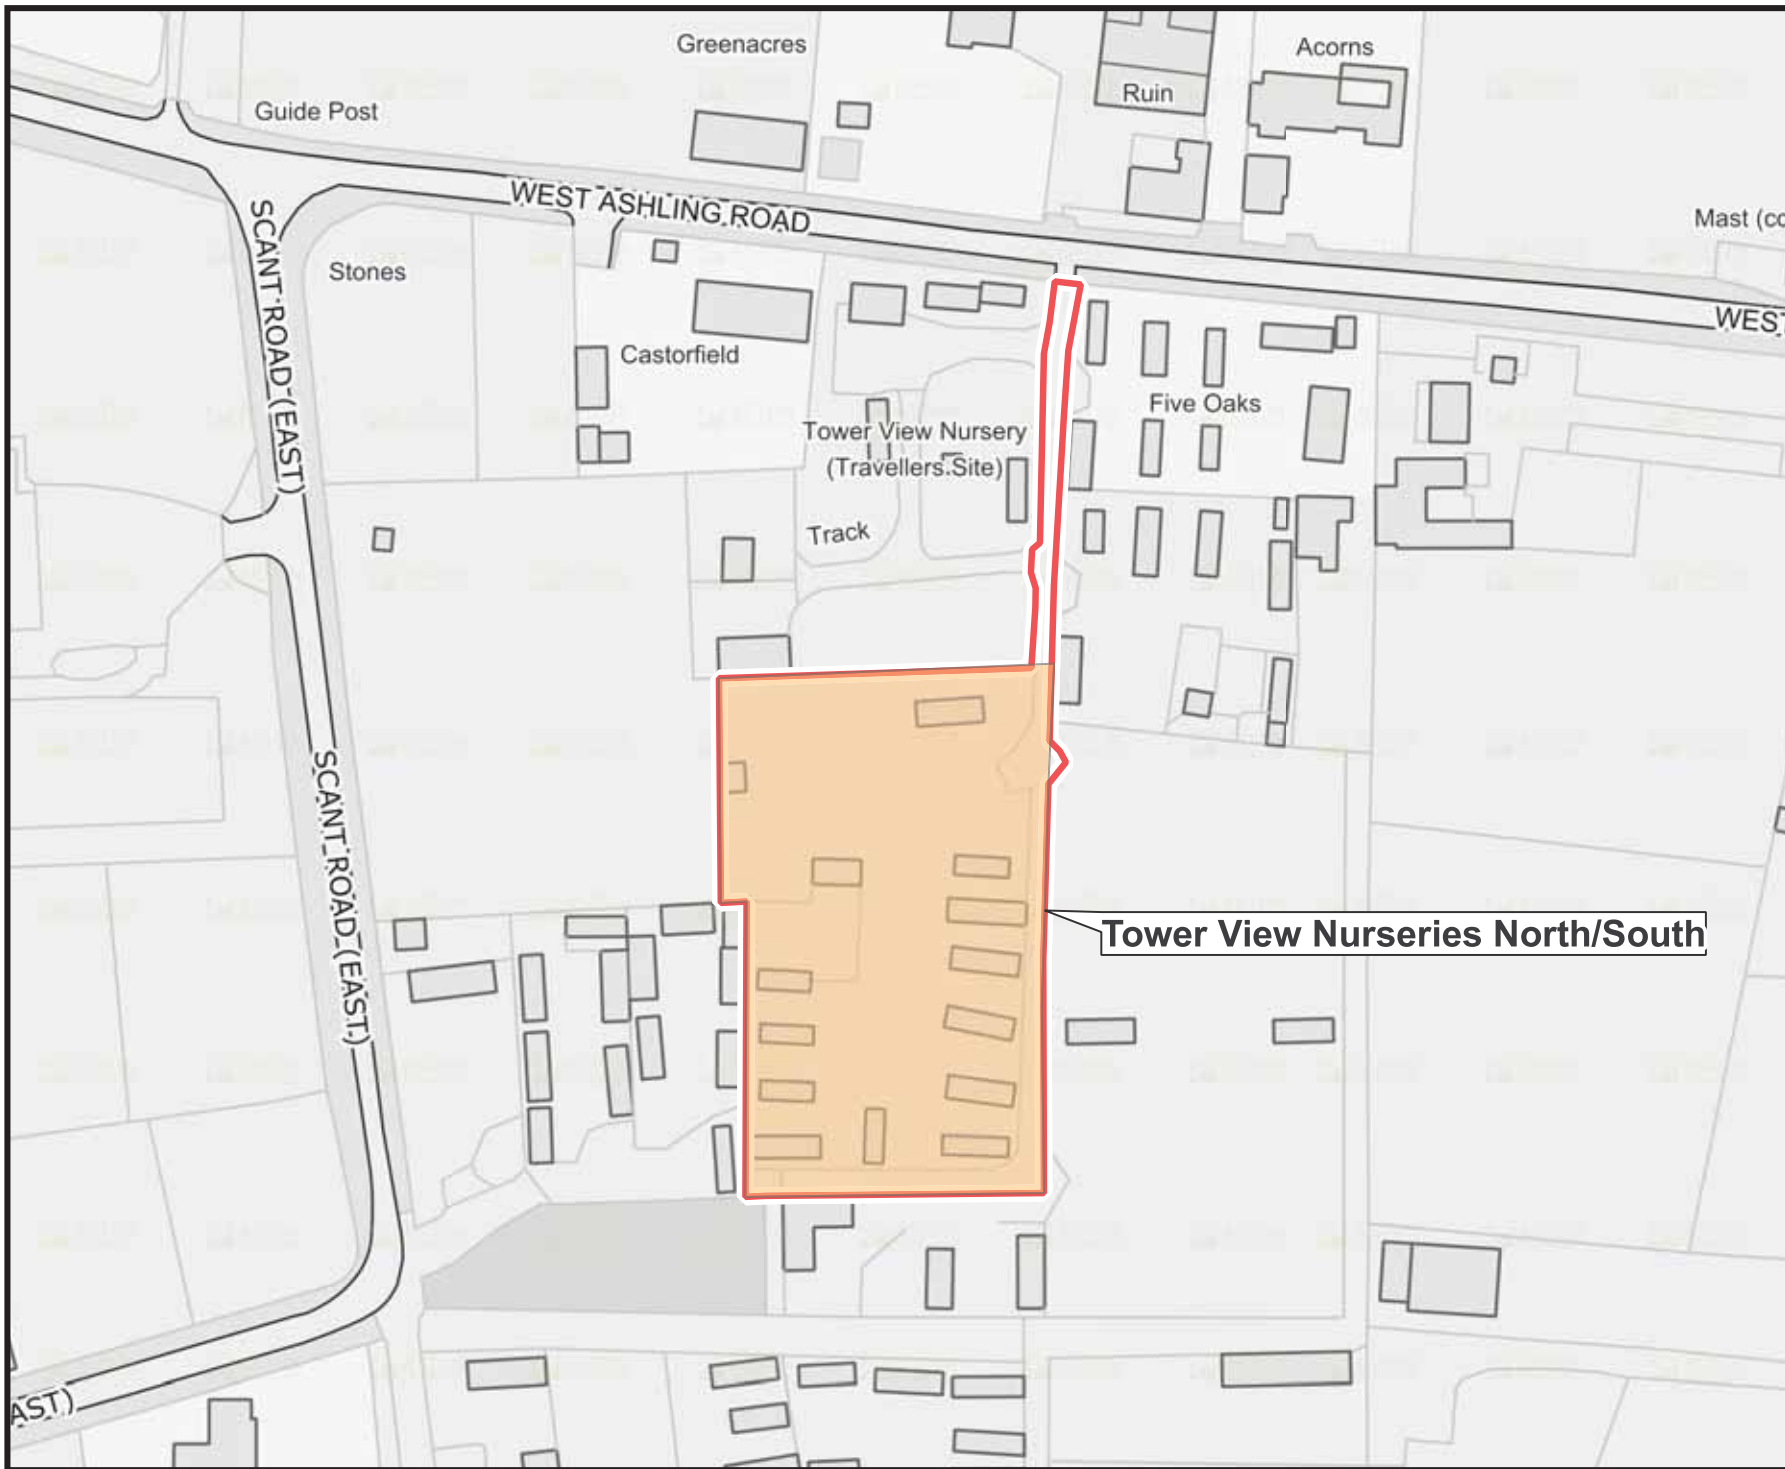 Greenacres
Acorns
Guide Post
Ruin
WEST ASHLING ROAD
SCANT ROAD (EAST)
Mast (co
Stones
WEST
Castorfield
Five Oaks
Tower View Nursery
(Travellers Site)
Track
SCANT ROAD (EAST)
Tower View Nurseries North/South
AST)